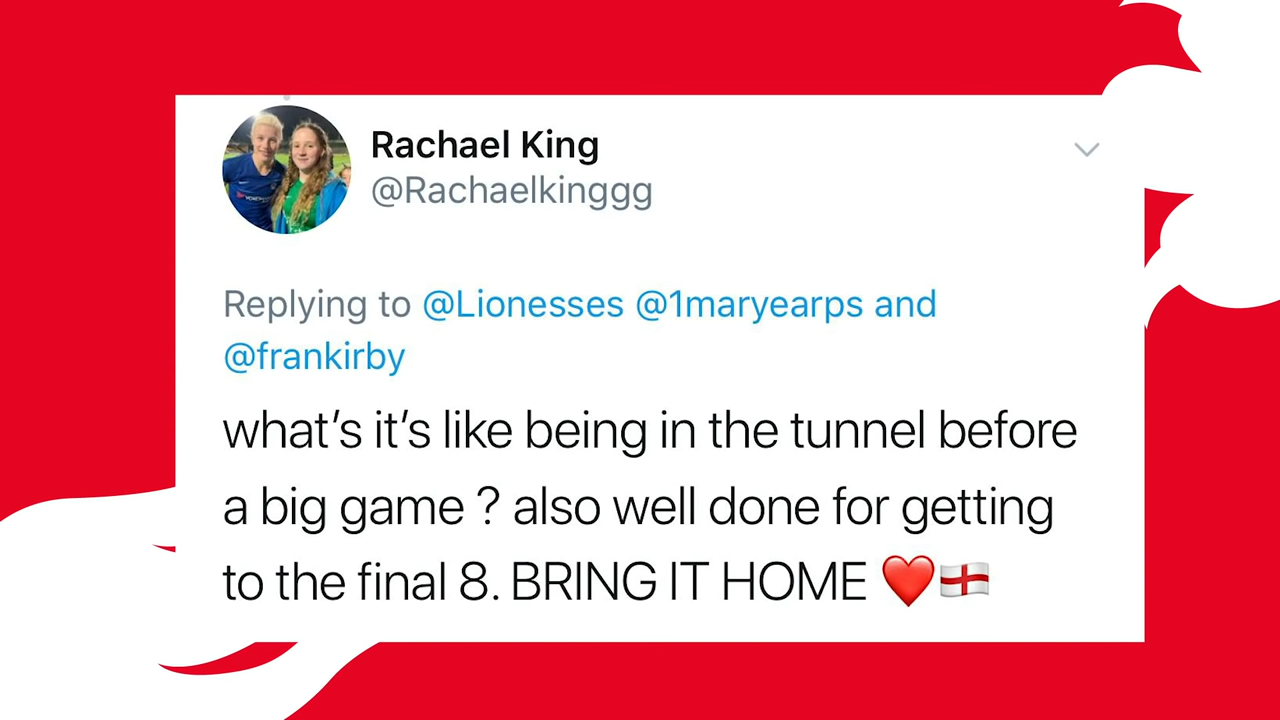 Rachael King
@Rachaelkinggg
Replying to @Lionesses @1maryearps and
@frankirby
what's it's like being in the tunnel before
a big game ? also well done for getting
to the final 8. BRING IT HOME ❤️🏴󠁧󠁢󠁥󠁮󠁧󠁿